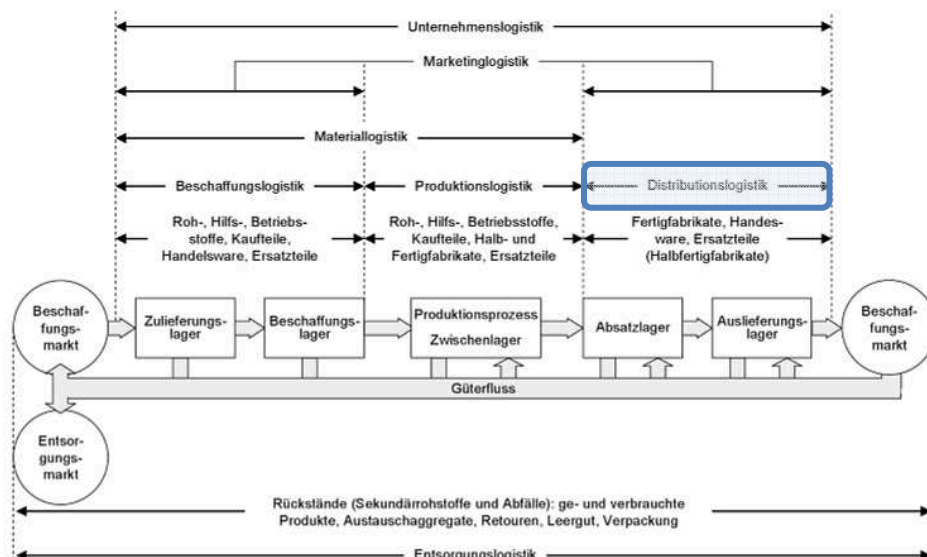 Unternehmenslogistik
Marketinglogistik
Materiallogistik
Beschaffungslogistik
Produktionslogistik
Distributionslogistik
Roh-, Hilfs-, Betriebs-
stoffe, Kaufteile,
Handelsware, Ersatzteile
Roh-, Hilfs-, Betriebsstoffe,
Kaufteile, Halb- und
Fertigfabrikate, Ersatzteile
Fertigfabrikate, Handes-
ware, Ersatzteile
(Halbfertigfabrikate)
Beschaf-
fungs-
markt
Zulieferungs-
lager
Beschaffungs-
lager
Produktionsprozess
Zwischenlager
Absatzlager
Auslieferungs-
lager
Beschaf-
fungs-
markt
Güterfluss
Entsor-
gungs-
markt
Rückstände (Sekundärrohstoffe und Abfälle): ge- und verbrauchte
Produkte, Austauschaggregate, Retouren, Leergut, Verpackung
Entsorgungslogistik